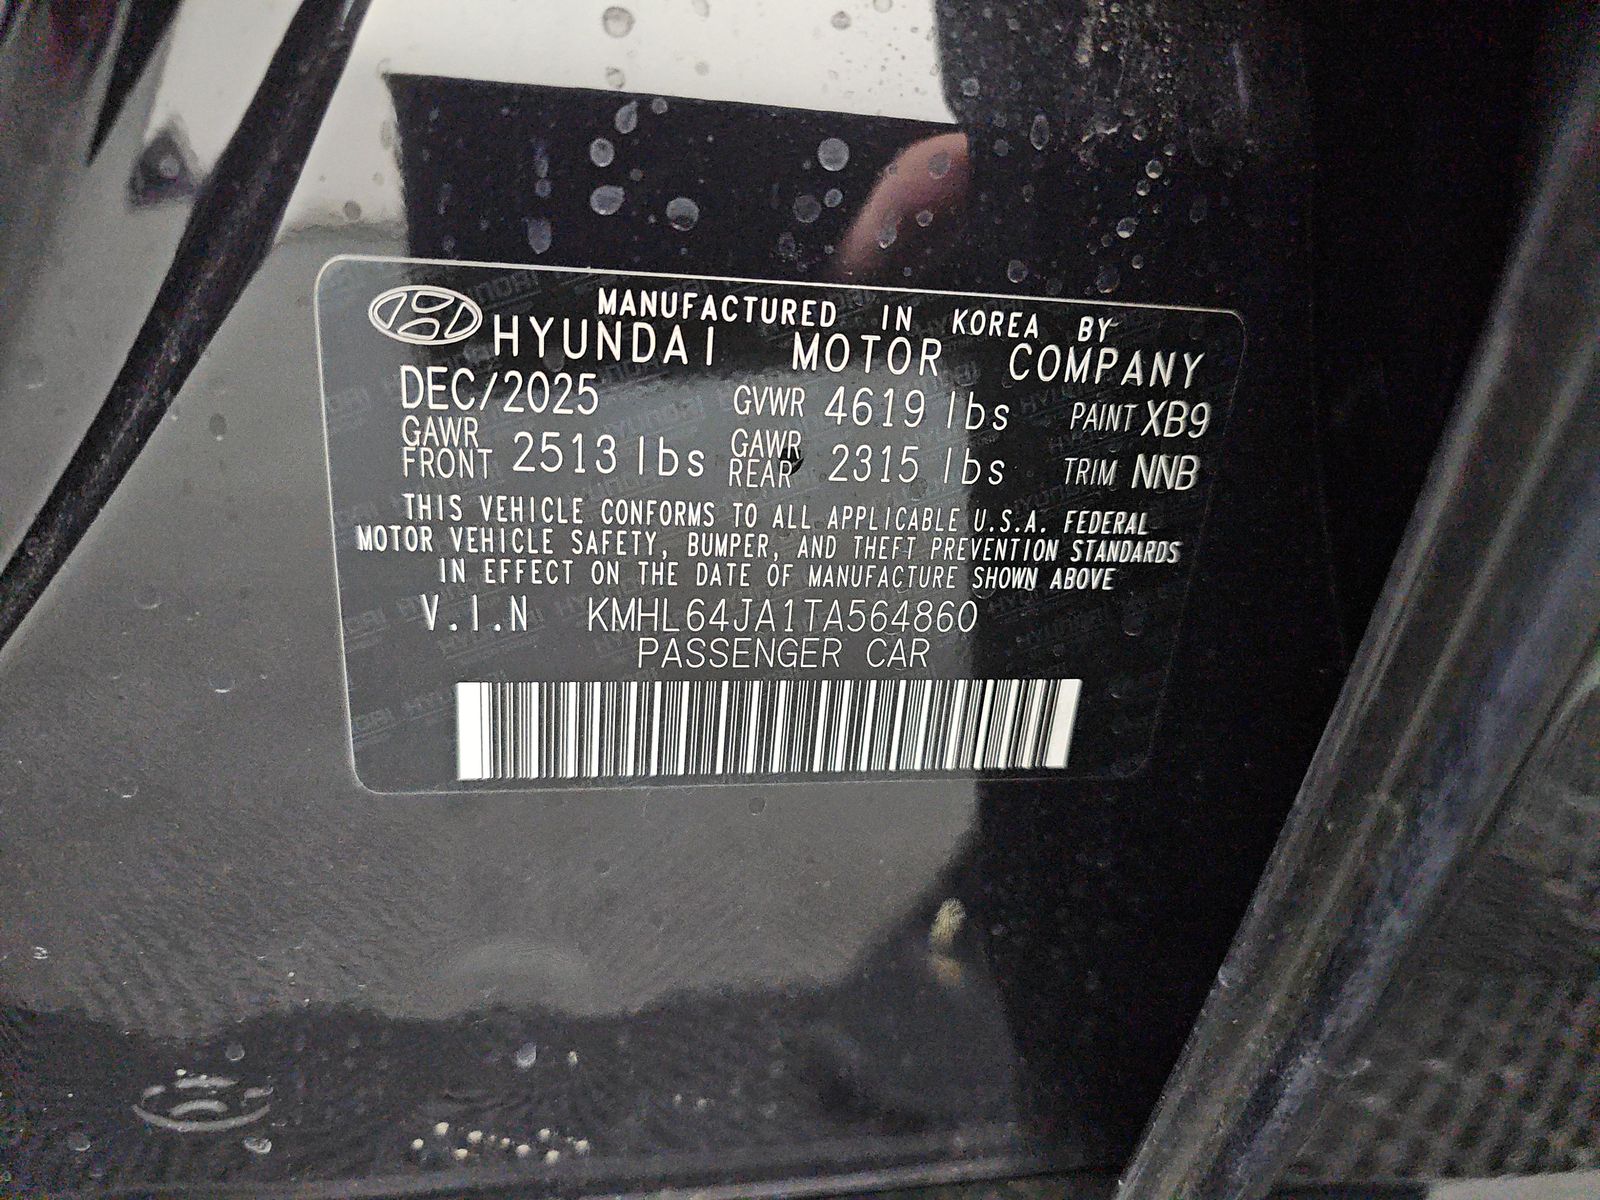 MANUFACTURED IN KOREA BY
HYUNDAI MOTOR COMPANY
DEC/2025 GVWR 4619 lbs PAINT XB9
GAWR FRONT 2513 lbs GAWR REAR 2315 lbs TRIM NNB
THIS VEHICLE CONFORMS TO ALL APPLICABLE U.S.A. FEDERAL
MOTOR VEHICLE SAFETY, BUMPER, AND THEFT PREVENTION STANDARDS
IN EFFECT ON THE DATE OF MANUFACTURE SHOWN ABOVE
V.I.N KMHL64JA1TA564860
PASSENGER CAR